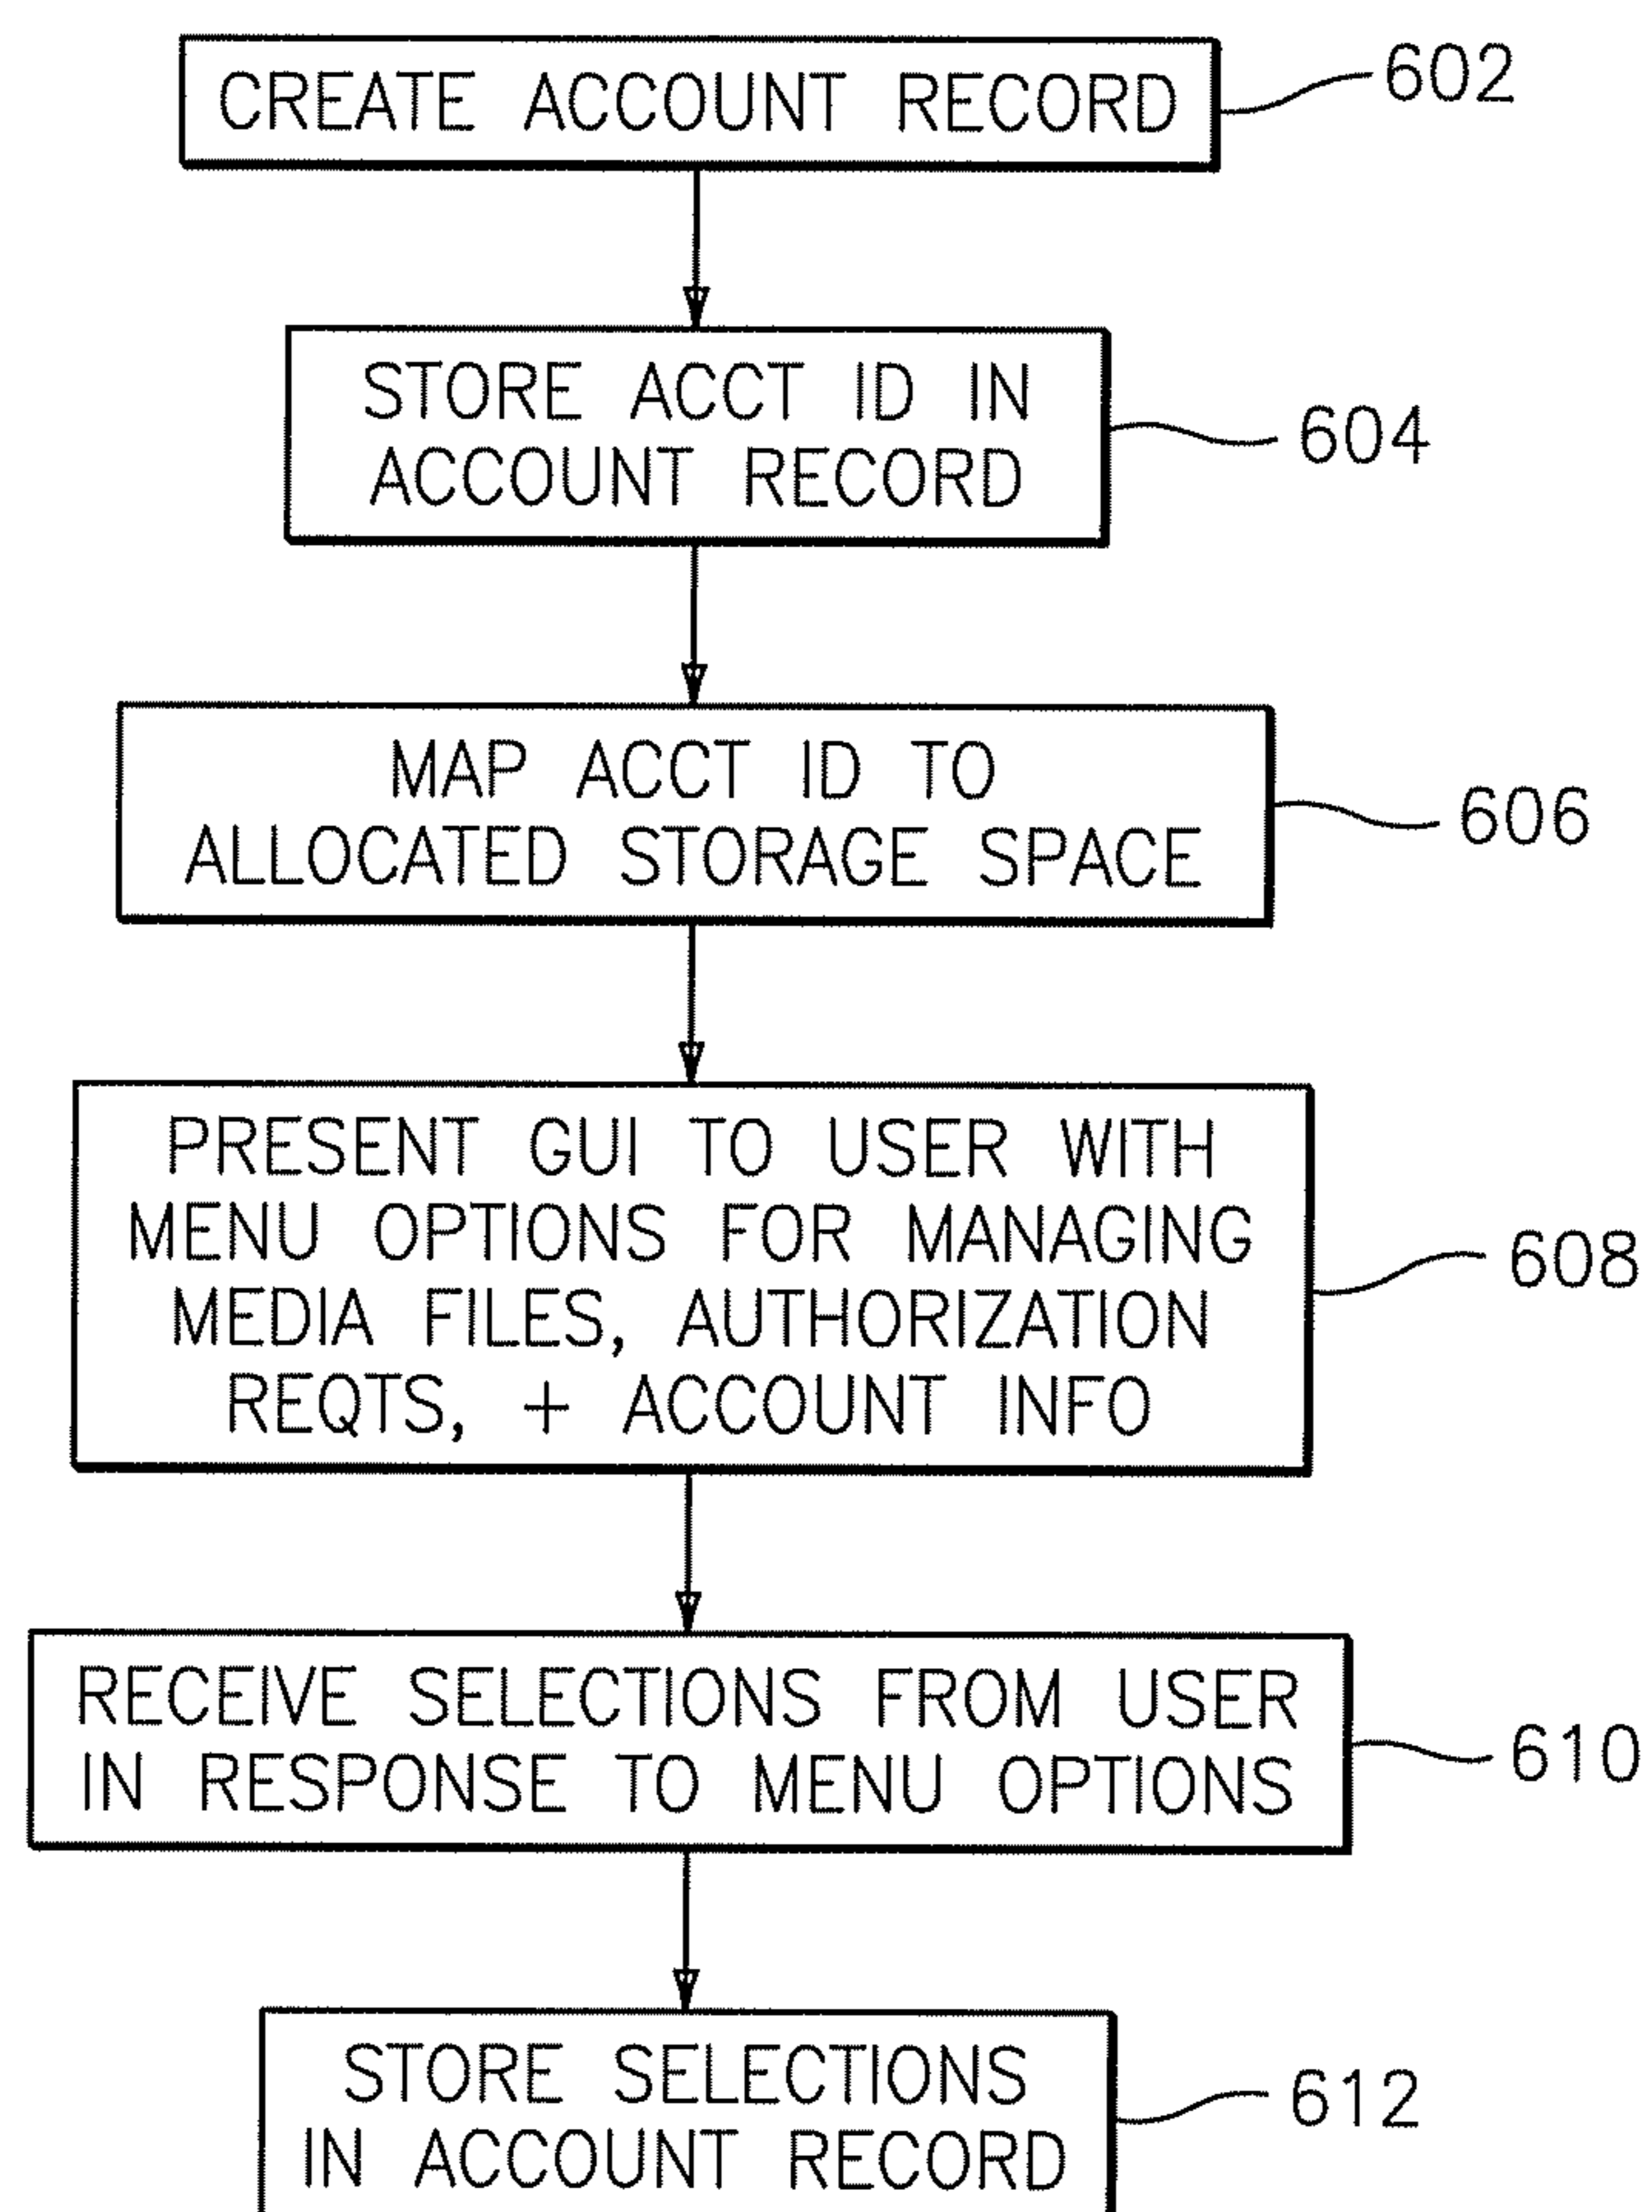 CREATE ACCOUNT RECORD
602
STORE ACCT ID IN
ACCOUNT RECORD
604
MAP ACCT ID TO
ALLOCATED STORAGE SPACE
606
PRESENT GUI TO USER WITH
MENU OPTIONS FOR MANAGING
MEDIA FILES, AUTHORIZATION
REQTS, + ACCOUNT INFO
608
RECEIVE SELECTIONS FROM USER
IN RESPONSE TO MENU OPTIONS
610
STORE SELECTIONS
IN ACCOUNT RECORD
612